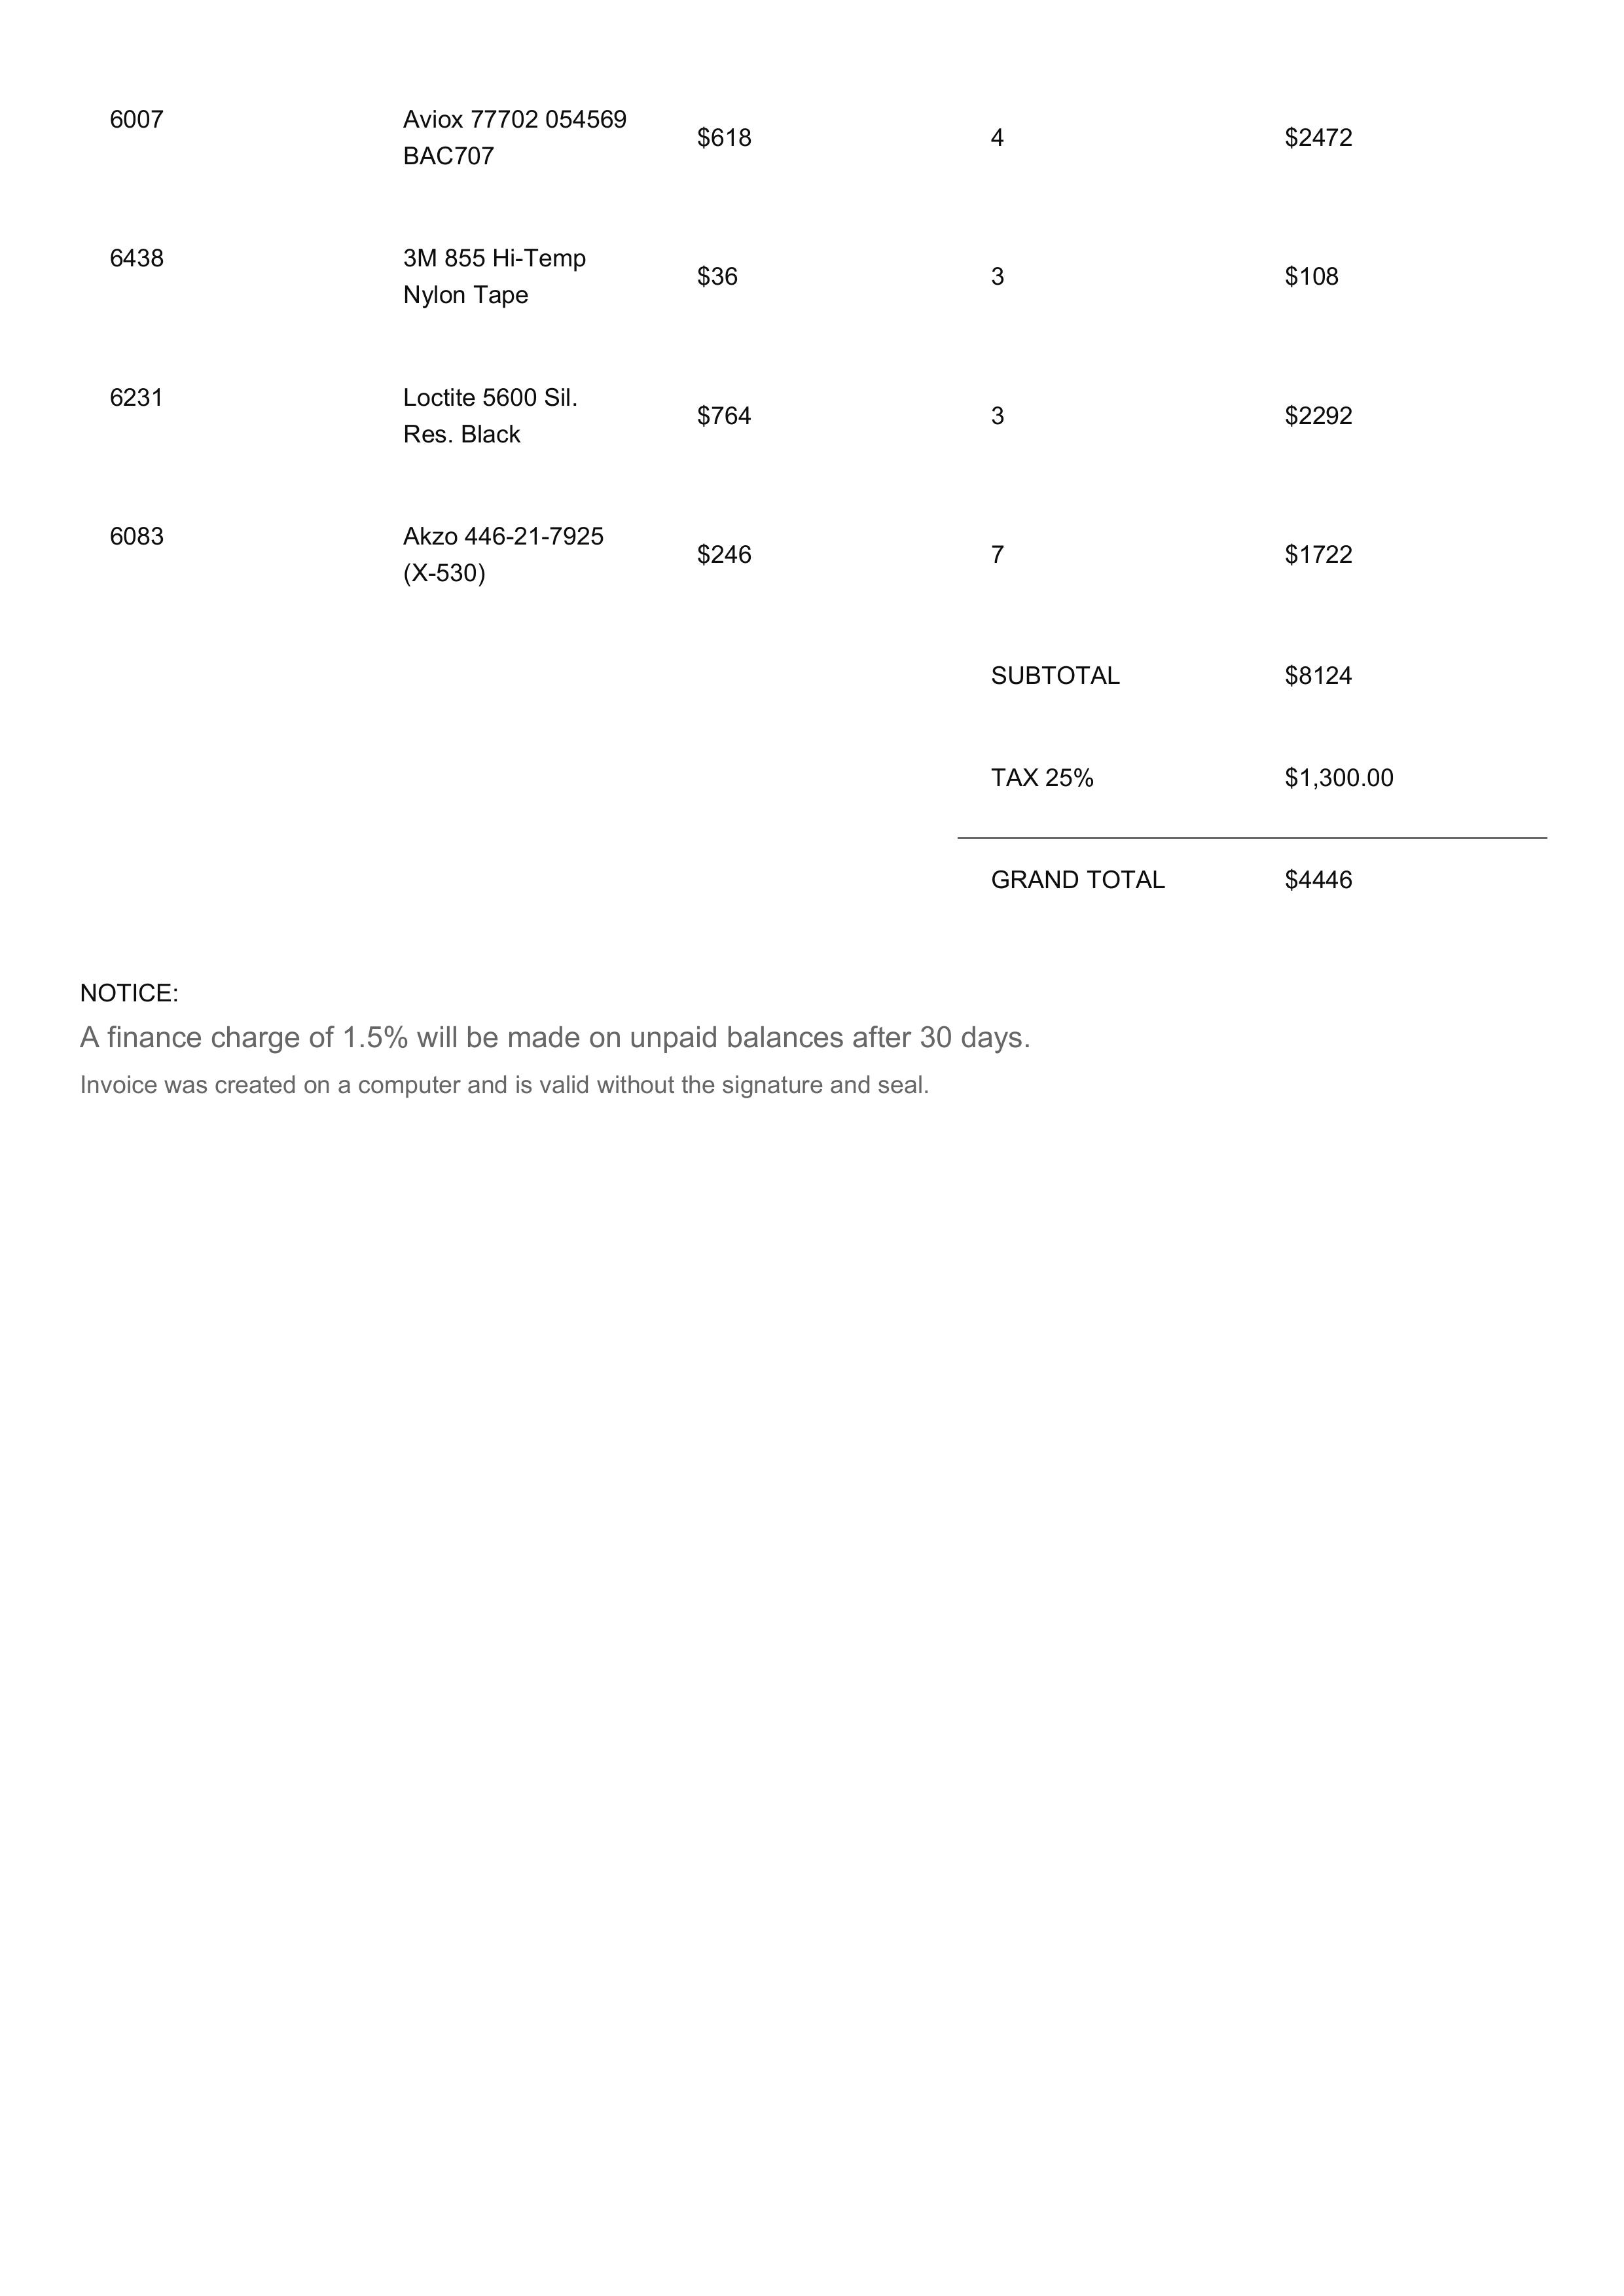 6007 Aviox 77702 054569 $618 4 $2472
BAC707
6438 3M 855 Hi-Temp $36 3 $108
Nylon Tape
6231 Loctite 5600 Sil. $764 3 $2292
Res. Black
6083 Akzo 446-21-7925 $246 7 $1722
(X-530)
SUBTOTAL $8124
TAX 25% $1,300.00
GRAND TOTAL $4446
NOTICE:
A finance charge of 1.5% will be made on unpaid balances after 30 days.
Invoice was created on a computer and is valid without the signature and seal.